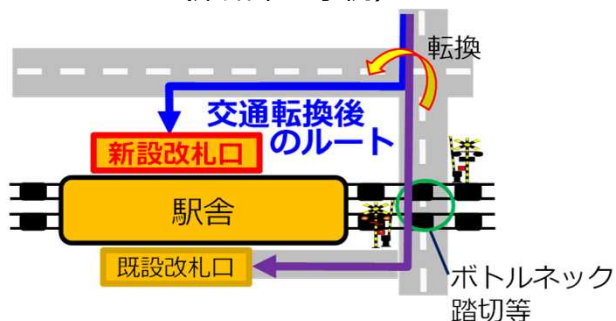 転換
交通転換後
のルート
新設改札口
駅舎
既設改札口
ボトルネック
踏切等